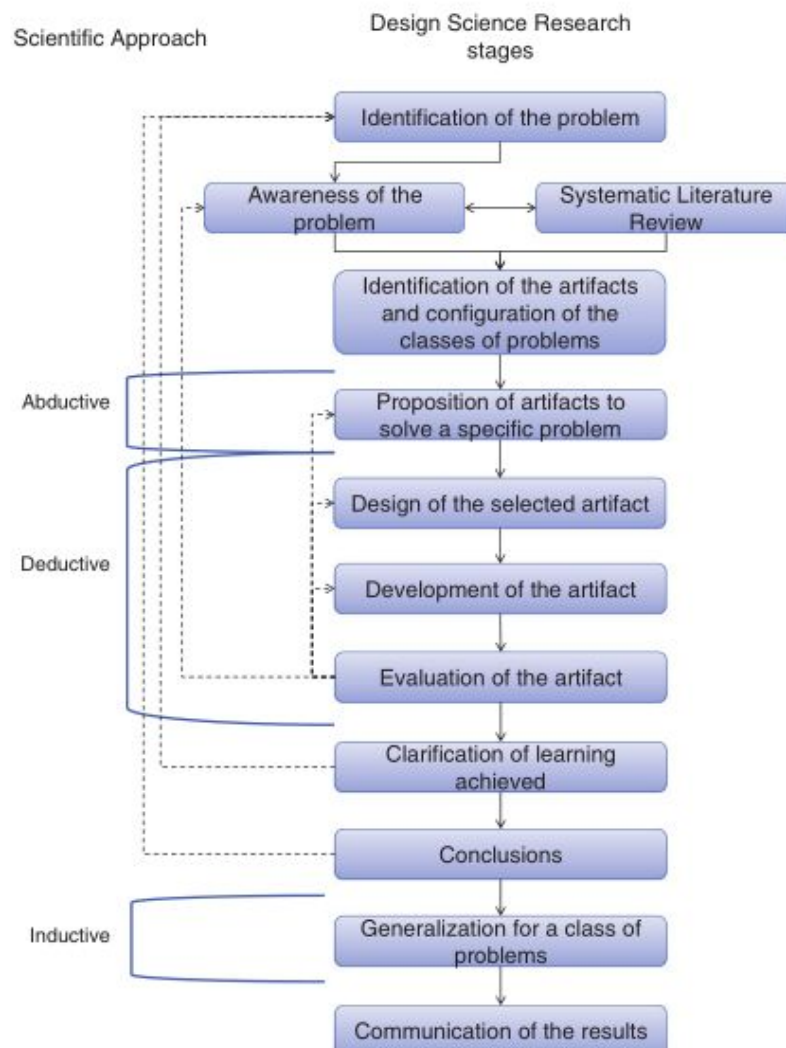 Scientific Approach
Design Science Research
stages
Identification of the problem
Awareness of the
problem
Systematic Literature
Review
Identification of the artifacts
and configuration of the
classes of problems
Abductive
Proposition of artifacts to
solve a specific problem
Design of the selected artifact
Deductive
Development of the artifact
Evaluation of the artifact
Clarification of learning
achieved
Conclusions
Inductive
Generalization for a class of
problems
Communication of the results